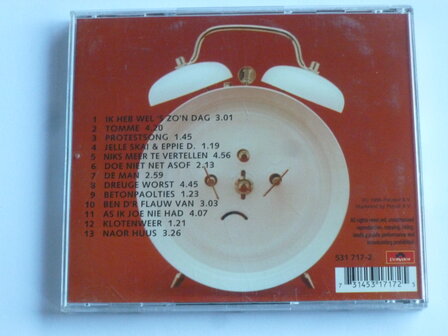 1 IK HEB WEL 'S ZO'N DAG 3.01
2 TOMME 4.20
3 PROTESTSONG 1.45
4 JELLE SKAI & EPPIE D. 1.19
5 NIKS MEER TE VERTELLEN 4.56
6 DOE NIET NET ASOF 2.13
7 DE MAN 2.59
8 DREUGE WORST 4.45
9 BETONPAOLTIES 1.23
10 BEN D'R FLAUW VAN 3.03
11 AS IK JOE NIE HAD 4.07
12 KLOTENWEER 1.21
13 NAOR HUUS 3.26
531 717-2
7 31453 17172 5